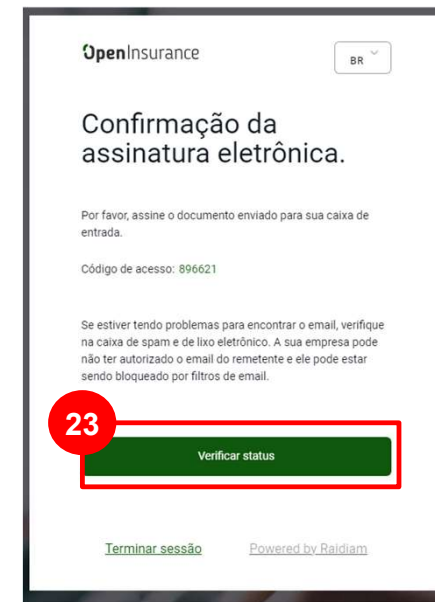 OpenInsurance
BR
Confirmação da
assinatura eletrônica.
Por favor, assine o documento enviado para sua caixa de
entrada.
Código de acesso: 896621
Se estiver tendo problemas para encontrar o email, verifique
na caixa de spam e de lixo eletrônico. A sua empresa pode
não ter autorizado o email do remetente e ele pode estar
sendo bloqueado por filtros de email.
23
Verificar status
Terminar sessão
Powered by Raidiam